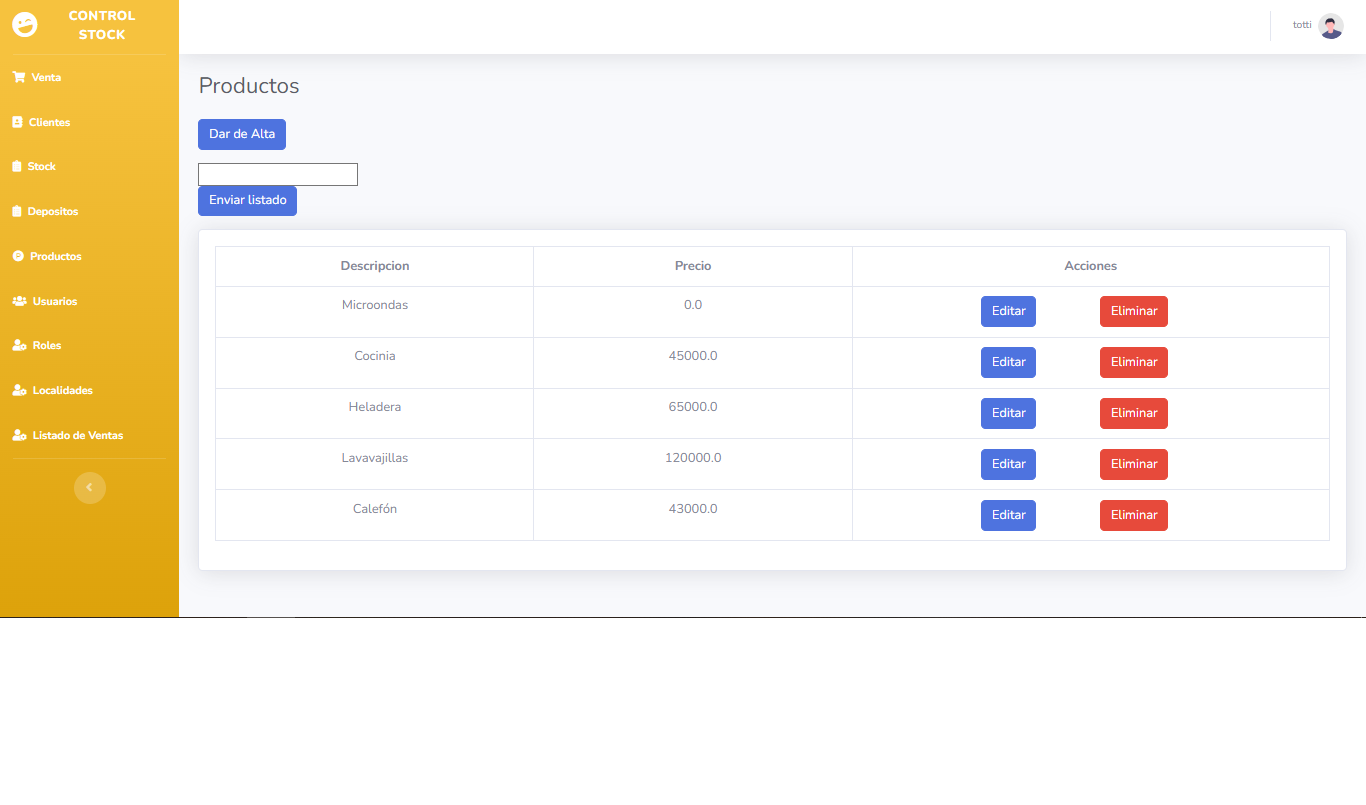 CONTROL
STOCK
totti
Venta
Clientes
Stock
Depositos
Productos
Usuarios
Roles
Localidades
Listado de Ventas
Productos
Dar de Alta
Enviar listado
Descripcion Precio Acciones
Microondas 0.0 Editar Eliminar
Cocinia 45000.0 Editar Eliminar
Heladera 65000.0 Editar Eliminar
Lavavajillas 120000.0 Editar Eliminar
Calefón 43000.0 Editar Eliminar